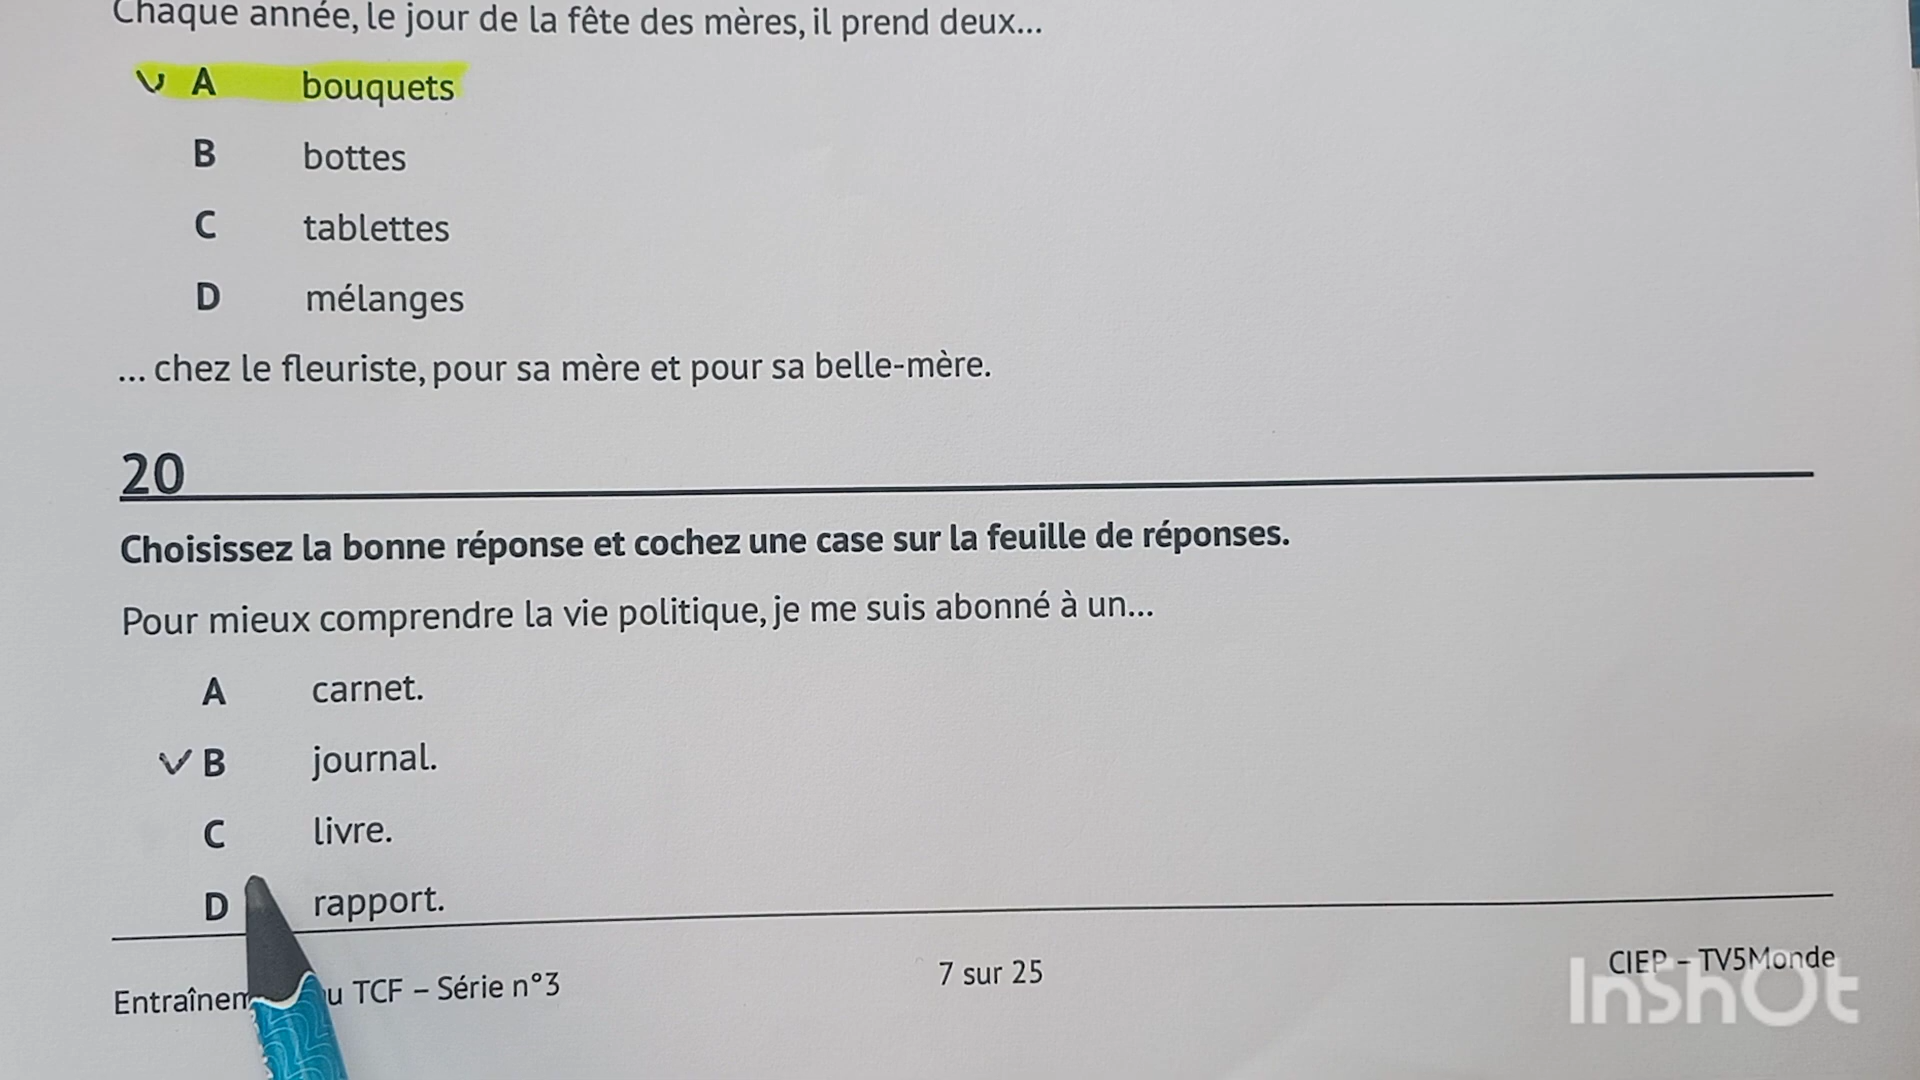 Chaque année, le jour de la fête des mères, il prend deux...
A bouquets
B bottes
C tablettes
D mélanges
... chez le fleuriste, pour sa mère et pour sa belle-mère.
20
Choisissez la bonne réponse et cochez une case sur la feuille de réponses.
Pour mieux comprendre la vie politique, je me suis abonné à un...
A carnet.
B journal.
C livre.
D rapport.
TCF – Série n°3
7 sur 25
CIEP – TV5Monde
InShOt